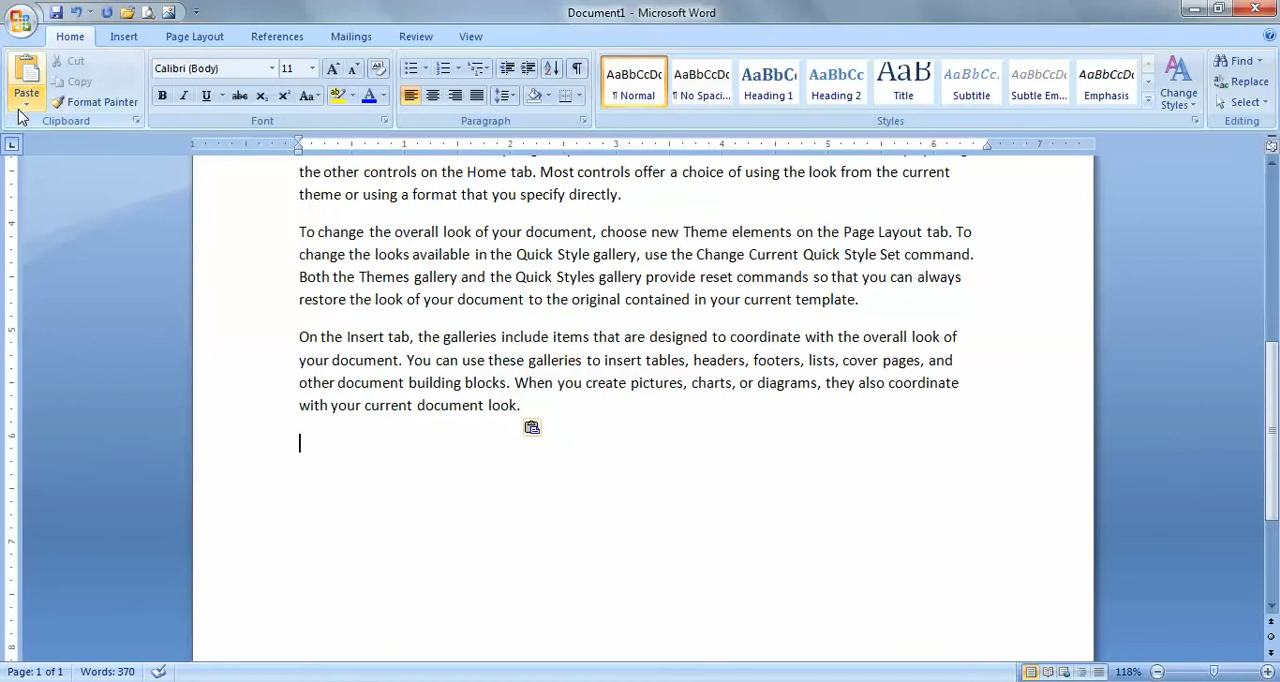 Document1 - Microsoft Word
Home Insert Page Layout References Mailings Review View
Paste
Cut
Copy
Format Painter
Clipboard
Calibri (Body) 11
Font
Paragraph
AaBbCcDc AaBbCcDc AaBbC AaBbCc AaB AaBbCc. AaBbCcDc AaBbCcDc
¶ Normal ¶ No Spaci... Heading 1 Heading 2 Title Subtitle Subtle Em... Emphasis
Change
Styles
Styles
Find
Replace
Select
Editing
the other controls on the Home tab. Most controls offer a choice of using the look from the current
theme or using a format that you specify directly.
To change the overall look of your document, choose new Theme elements on the Page Layout tab. To
change the looks available in the Quick Style gallery, use the Change Current Quick Style Set command.
Both the Themes gallery and the Quick Styles gallery provide reset commands so that you can always
restore the look of your document to the original contained in your current template.
On the Insert tab, the galleries include items that are designed to coordinate with the overall look of
your document. You can use these galleries to insert tables, headers, footers, lists, cover pages, and
other document building blocks. When you create pictures, charts, or diagrams, they also coordinate
with your current document look.
Page: 1 of 1 Words: 370 118%